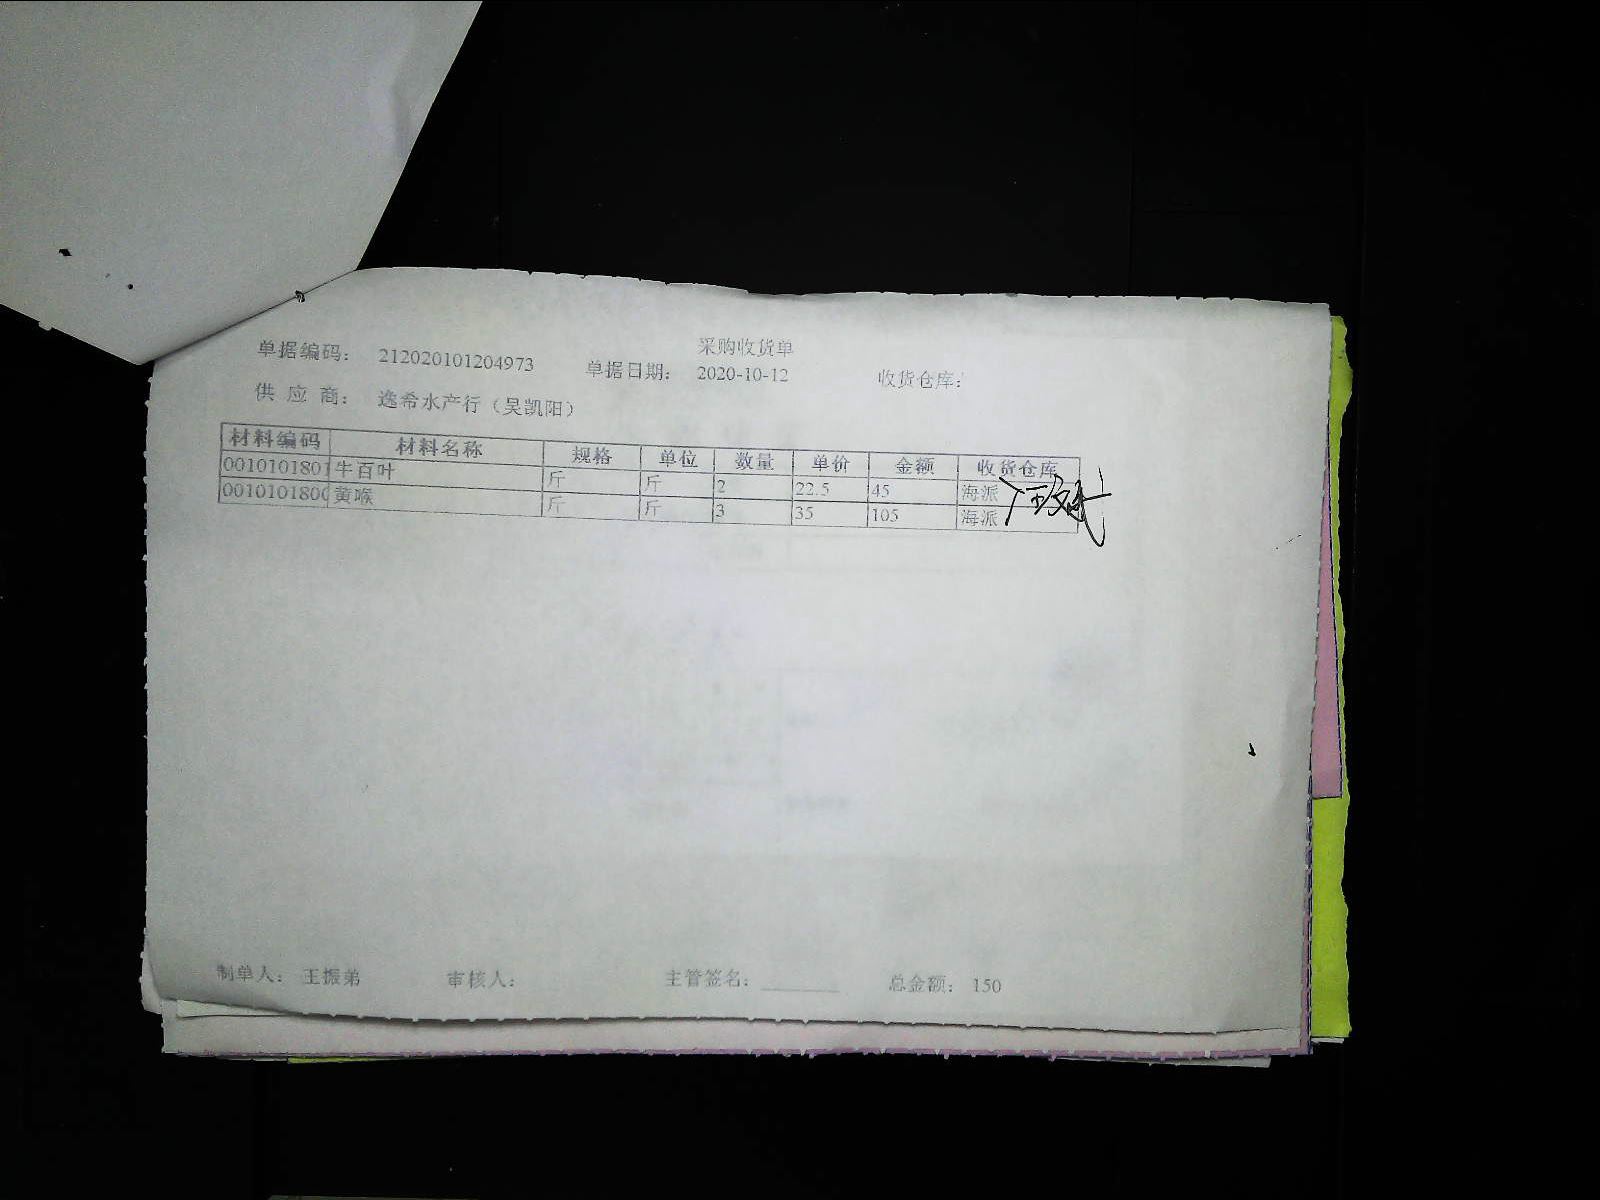 采购收货单
单据编码： 212020101204973 单据日期： 2020-10-12 收货仓库：
供 应 商： 逸希水产行（吴凯阳）
材料编码 材料名称 规格 单位 数量 单价 金额 收货仓库
0010101801 牛百叶 斤 斤 2 22.5 45 海派
001010180 黄喉 斤 斤 3 35 105 海派
制单人： 王振弟 审核人： 主管签名： 总金额： 150